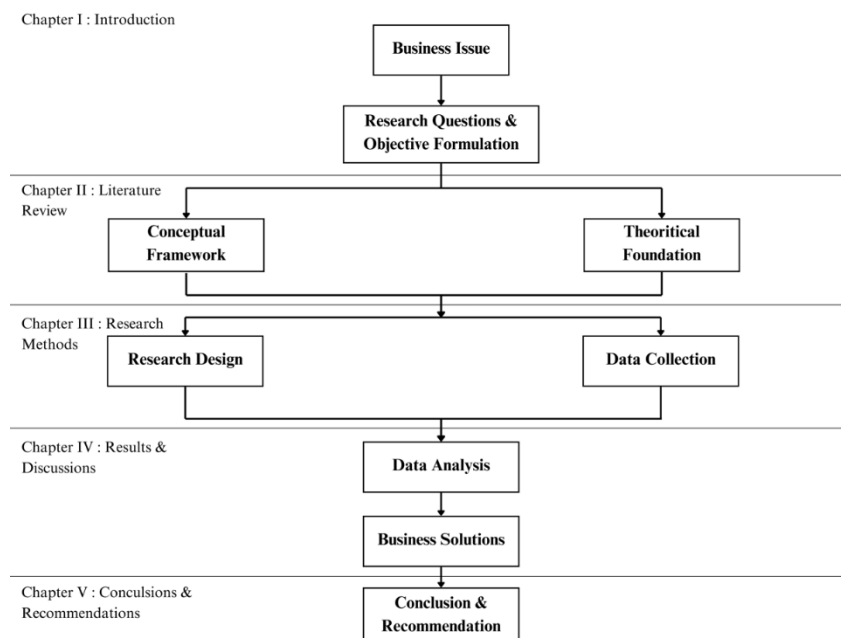 Chapter I : Introduction
Business Issue
Research Questions &
Objective Formulation
Chapter II : Literature
Review
Conceptual
Framework
Theoritical
Foundation
Chapter III : Research
Methods
Research Design
Data Collection
Chapter IV : Results &
Discussions
Data Analysis
Business Solutions
Chapter V : Conculsions &
Recommendations
Conclusion &
Recommendation